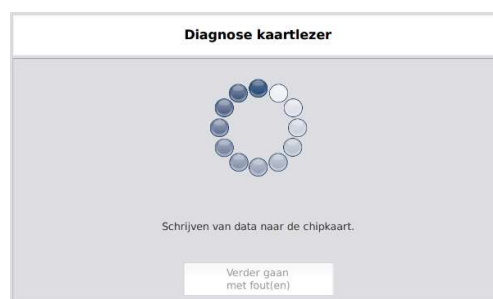 Diagnose kaartlezer
Schrijven van data naar de chipkaart.
Verder gaan
met fout(en)